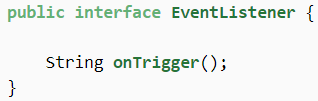 public interface EventListener {
String onTrigger();
}